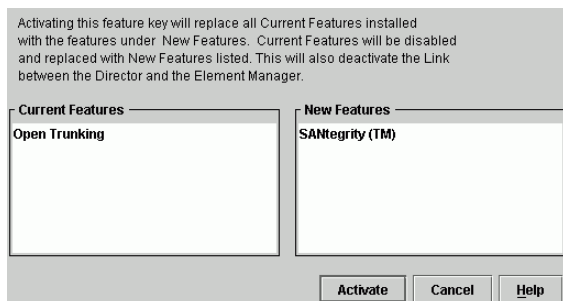 Activating this feature key will replace all Current Features installed
with the features under New Features. Current Features will be disabled
and replaced with New Features listed. This will also deactivate the Link
between the Director and the Element Manager.
Current Features
Open Trunking
New Features
SANtegrity (TM)
Activate Cancel Help